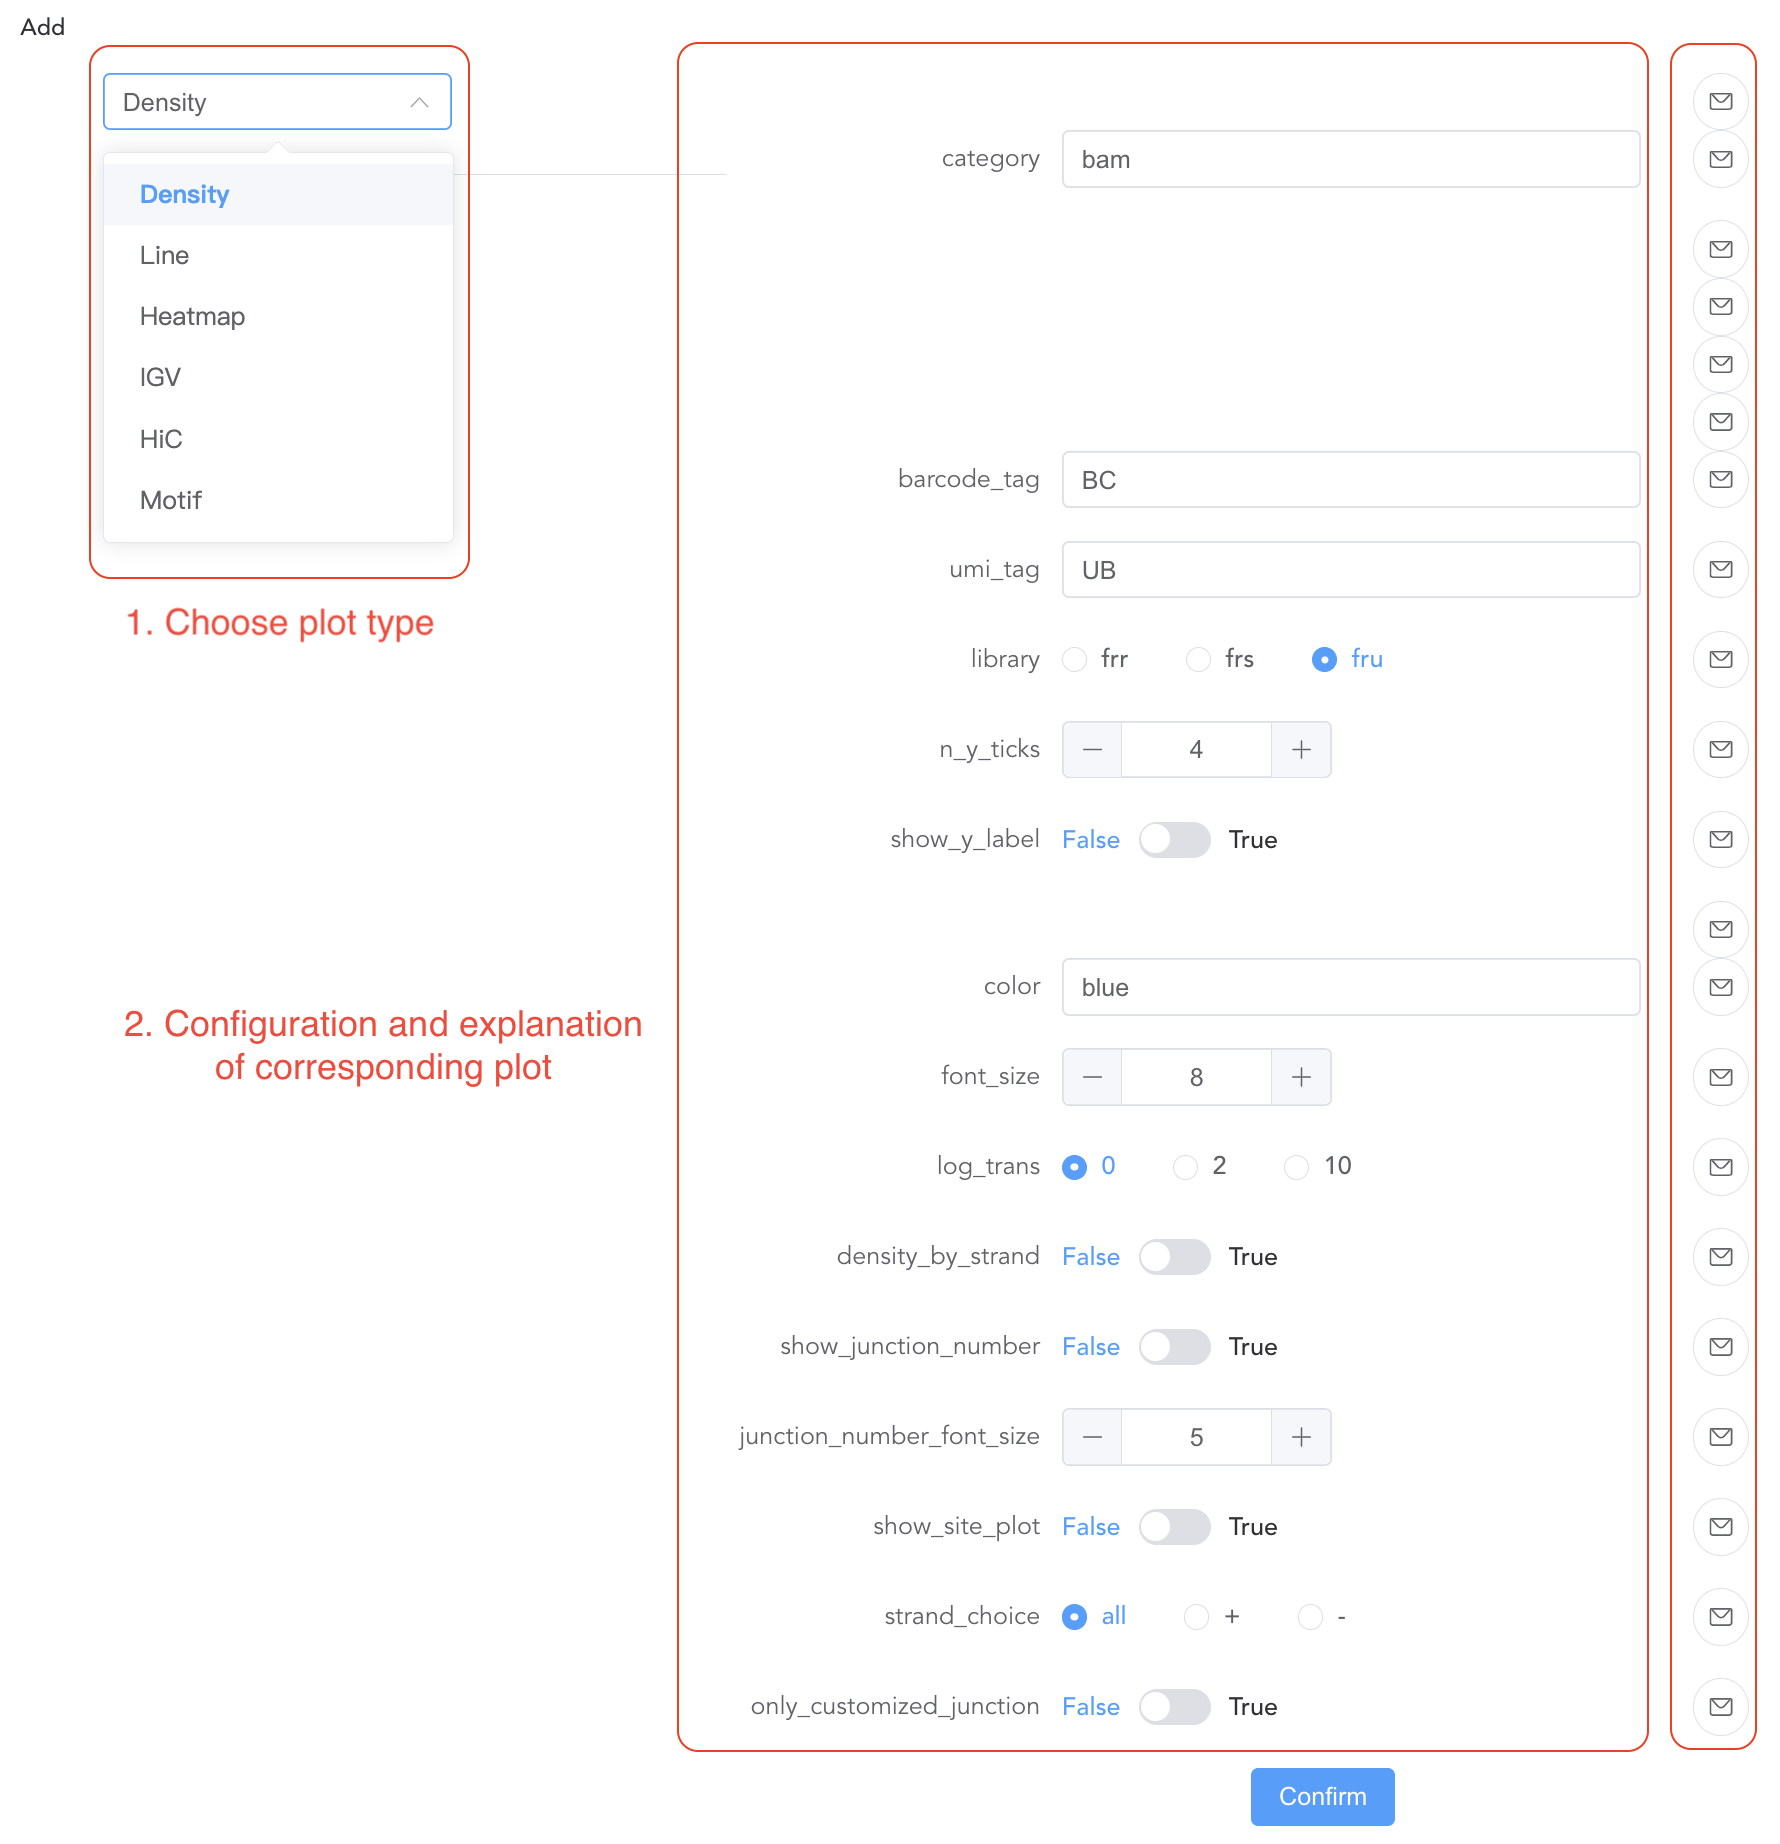 Add
Density
Density
Line
Heatmap
IGV
HiC
Motif
1. Choose plot type
2. Configuration and explanation
of corresponding plot
category bam
barcode_tag BC
umi_tag UB
library frr frs fru
n_y_ticks — 4 +
show_y_label False True
color blue
font_size — 8 +
log_trans 0 2 10
density_by_strand False True
show_junction_number False True
junction_number_font_size — 5 +
show_site_plot False True
strand_choice all + -
only_customized_junction False True
Confirm